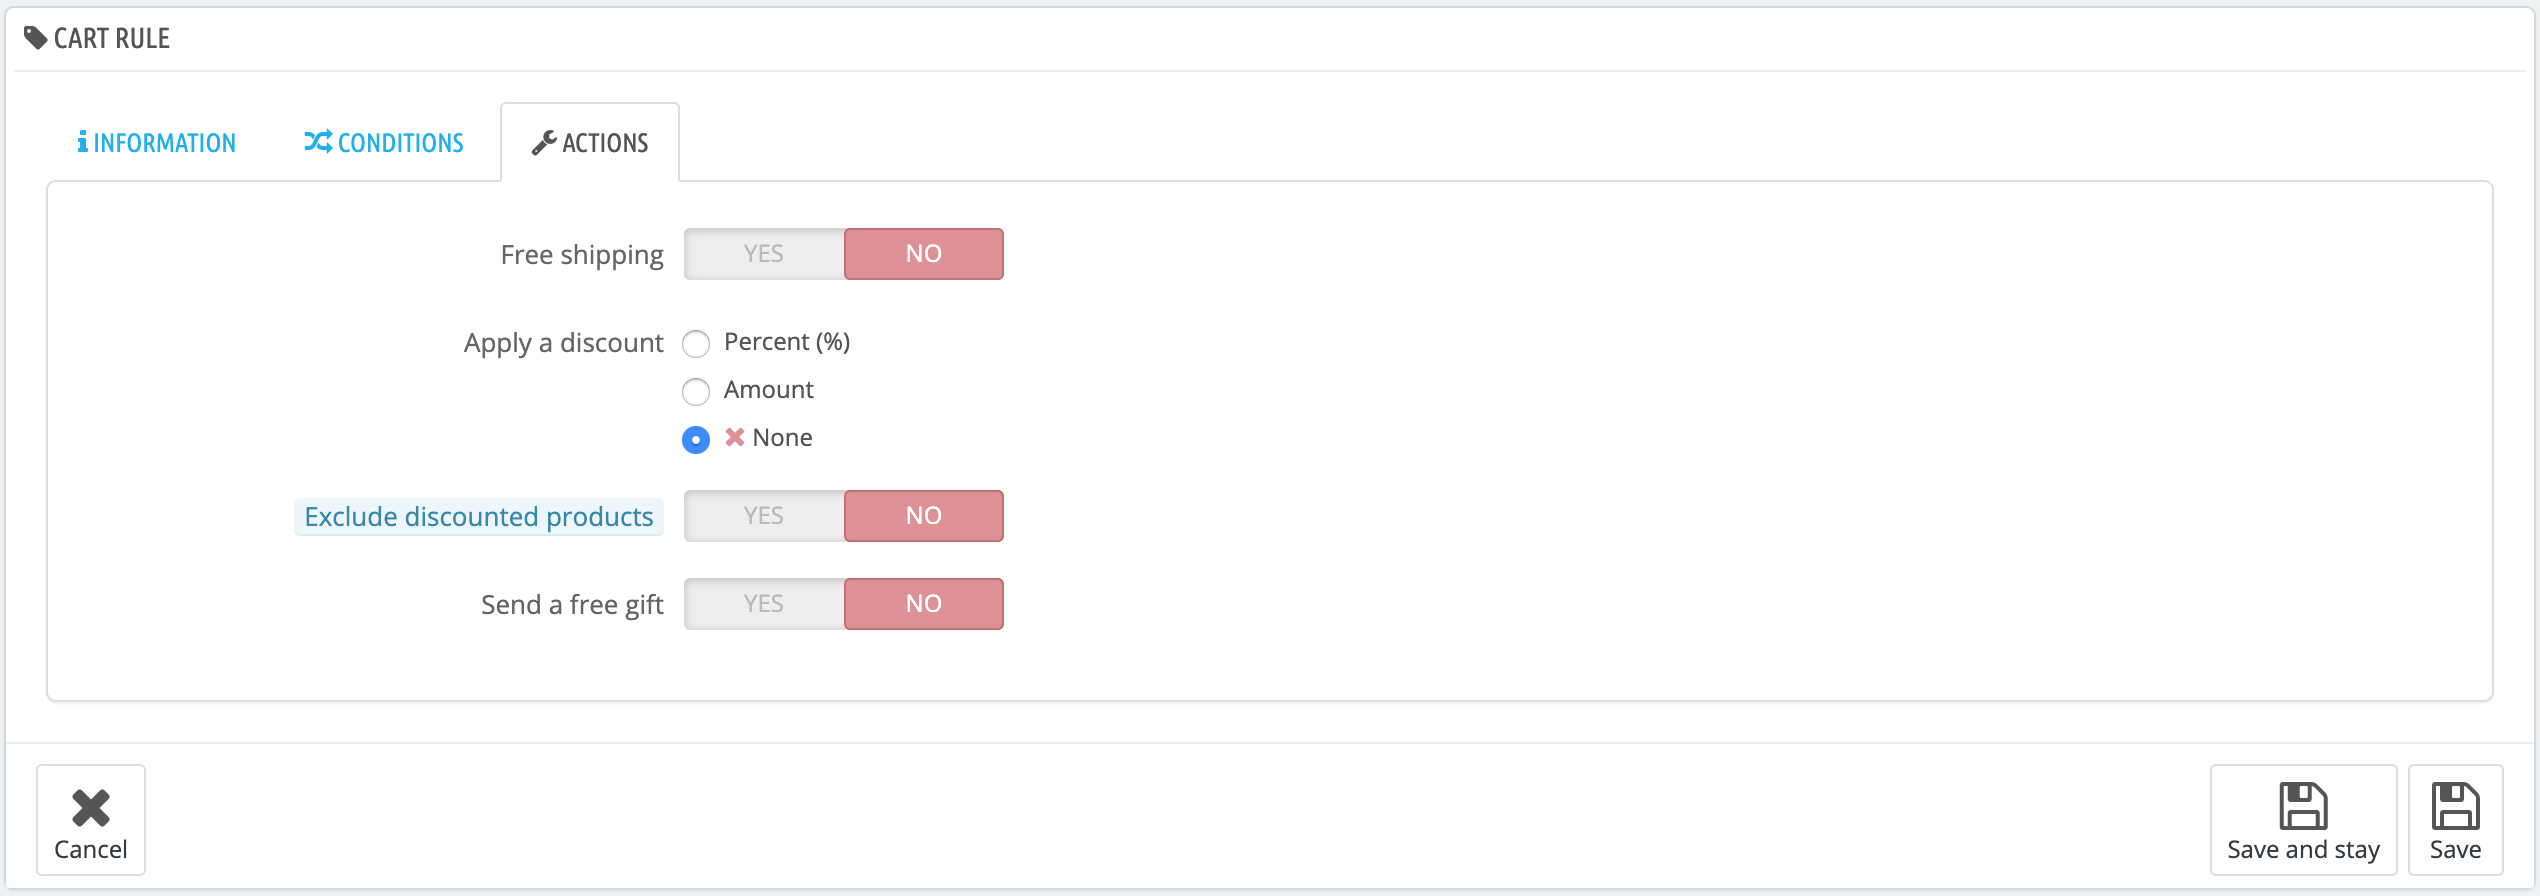 CART RULE
INFORMATION CONDITIONS ACTIONS
Free shipping YES NO
Apply a discount Percent (%)
Amount
None
Exclude discounted products YES NO
Send a free gift YES NO
Cancel Save and stay Save